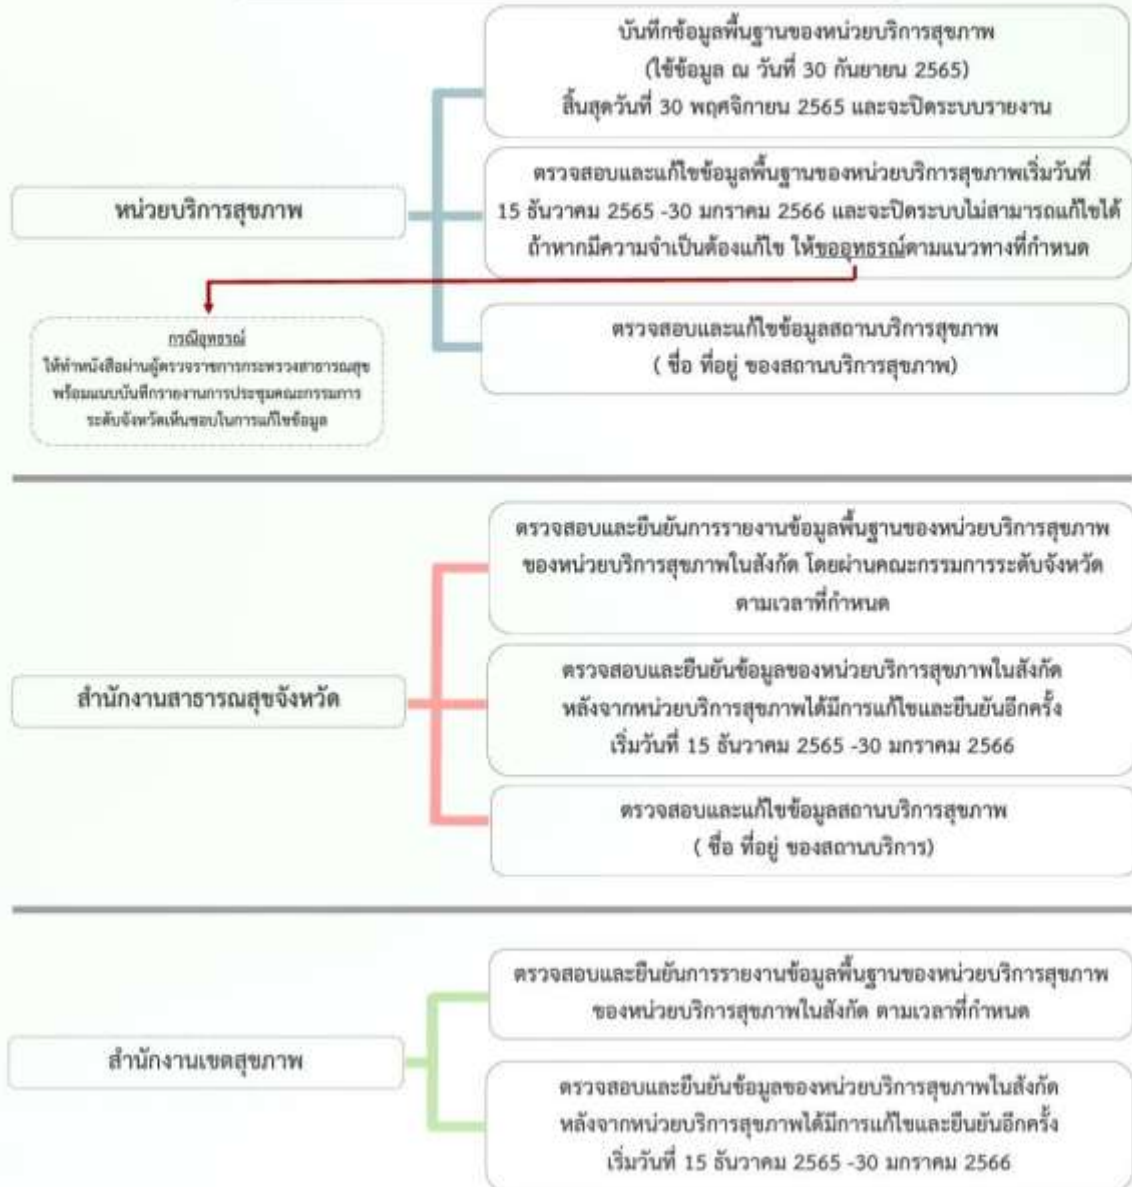 บันทึกข้อมูลพื้นฐานของหน่วยบริการสุขภาพ
(ใช้ข้อมูล ณ วันที่ 30 กันยายน 2565)
สิ้นสุดวันที่ 30 พฤศจิกายน 2565 และจะปิดระบบรายงาน
หน่วยบริการสุขภาพ
ตรวจสอบและแก้ไขข้อมูลพื้นฐานของหน่วยบริการสุขภาพเริ่มวันที่
15 ธันวาคม 2565 -30 มกราคม 2566 และจะปิดระบบไม่สามารถแก้ไขได้
ถ้าหากมีความจำเป็นต้องแก้ไข ให้ขออุทธรณ์ตามแนวทางที่กำหนด
กรณีอุทธรณ์
ให้ทำหนังสือผ่านผู้ตรวจราชการกระทรวงสาธารณสุข
พร้อมแนบบันทึกรายงานการประชุมคณะกรรมการ
ระดับจังหวัดเห็นชอบในการแก้ไขข้อมูล
ตรวจสอบและแก้ไขข้อมูลสถานบริการสุขภาพ
( ชื่อ ที่อยู่ ของสถานบริการสุขภาพ)
ตรวจสอบและยืนยันการรายงานข้อมูลพื้นฐานของหน่วยบริการสุขภาพ
ของหน่วยบริการสุขภาพในสังกัด โดยผ่านคณะกรรมการระดับจังหวัด
ตามเวลาที่กำหนด
สำนักงานสาธารณสุขจังหวัด
ตรวจสอบและยืนยันข้อมูลของหน่วยบริการสุขภาพในสังกัด
หลังจากหน่วยบริการสุขภาพได้มีการแก้ไขและยืนยันอีกครั้ง
เริ่มวันที่ 15 ธันวาคม 2565 -30 มกราคม 2566
ตรวจสอบและแก้ไขข้อมูลสถานบริการสุขภาพ
( ชื่อ ที่อยู่ ของสถานบริการ)
ตรวจสอบและยืนยันการรายงานข้อมูลพื้นฐานของหน่วยบริการสุขภาพ
ของหน่วยบริการสุขภาพในสังกัด ตามเวลาที่กำหนด
สำนักงานเขตสุขภาพ
ตรวจสอบและยืนยันข้อมูลของหน่วยบริการสุขภาพในสังกัด
หลังจากหน่วยบริการสุขภาพได้มีการแก้ไขและยืนยันอีกครั้ง
เริ่มวันที่ 15 ธันวาคม 2565 -30 มกราคม 2566